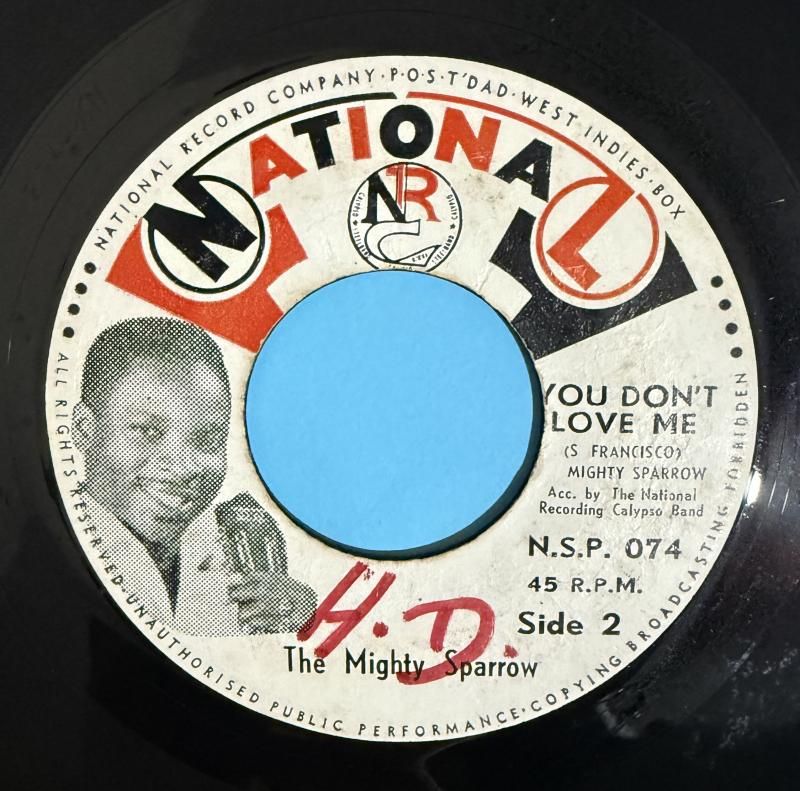 NATIONAL RECORD COMPANY·P·O·S·T'DAD·WEST INDIES·BOX
NATIONAL
NRC
YOU DON'T
LOVE ME
(S FRANCISCO)
MIGHTY SPARROW
Acc. by The National
Recording Calypso Band
N.S.P. 074
45 R.P.M.
Side 2
H.D.
The Mighty Sparrow
ALL RIGHTS RESERVED·UNAUTHORISED PUBLIC PERFORMANCE·COPYING BROADCASTING FORBIDDEN